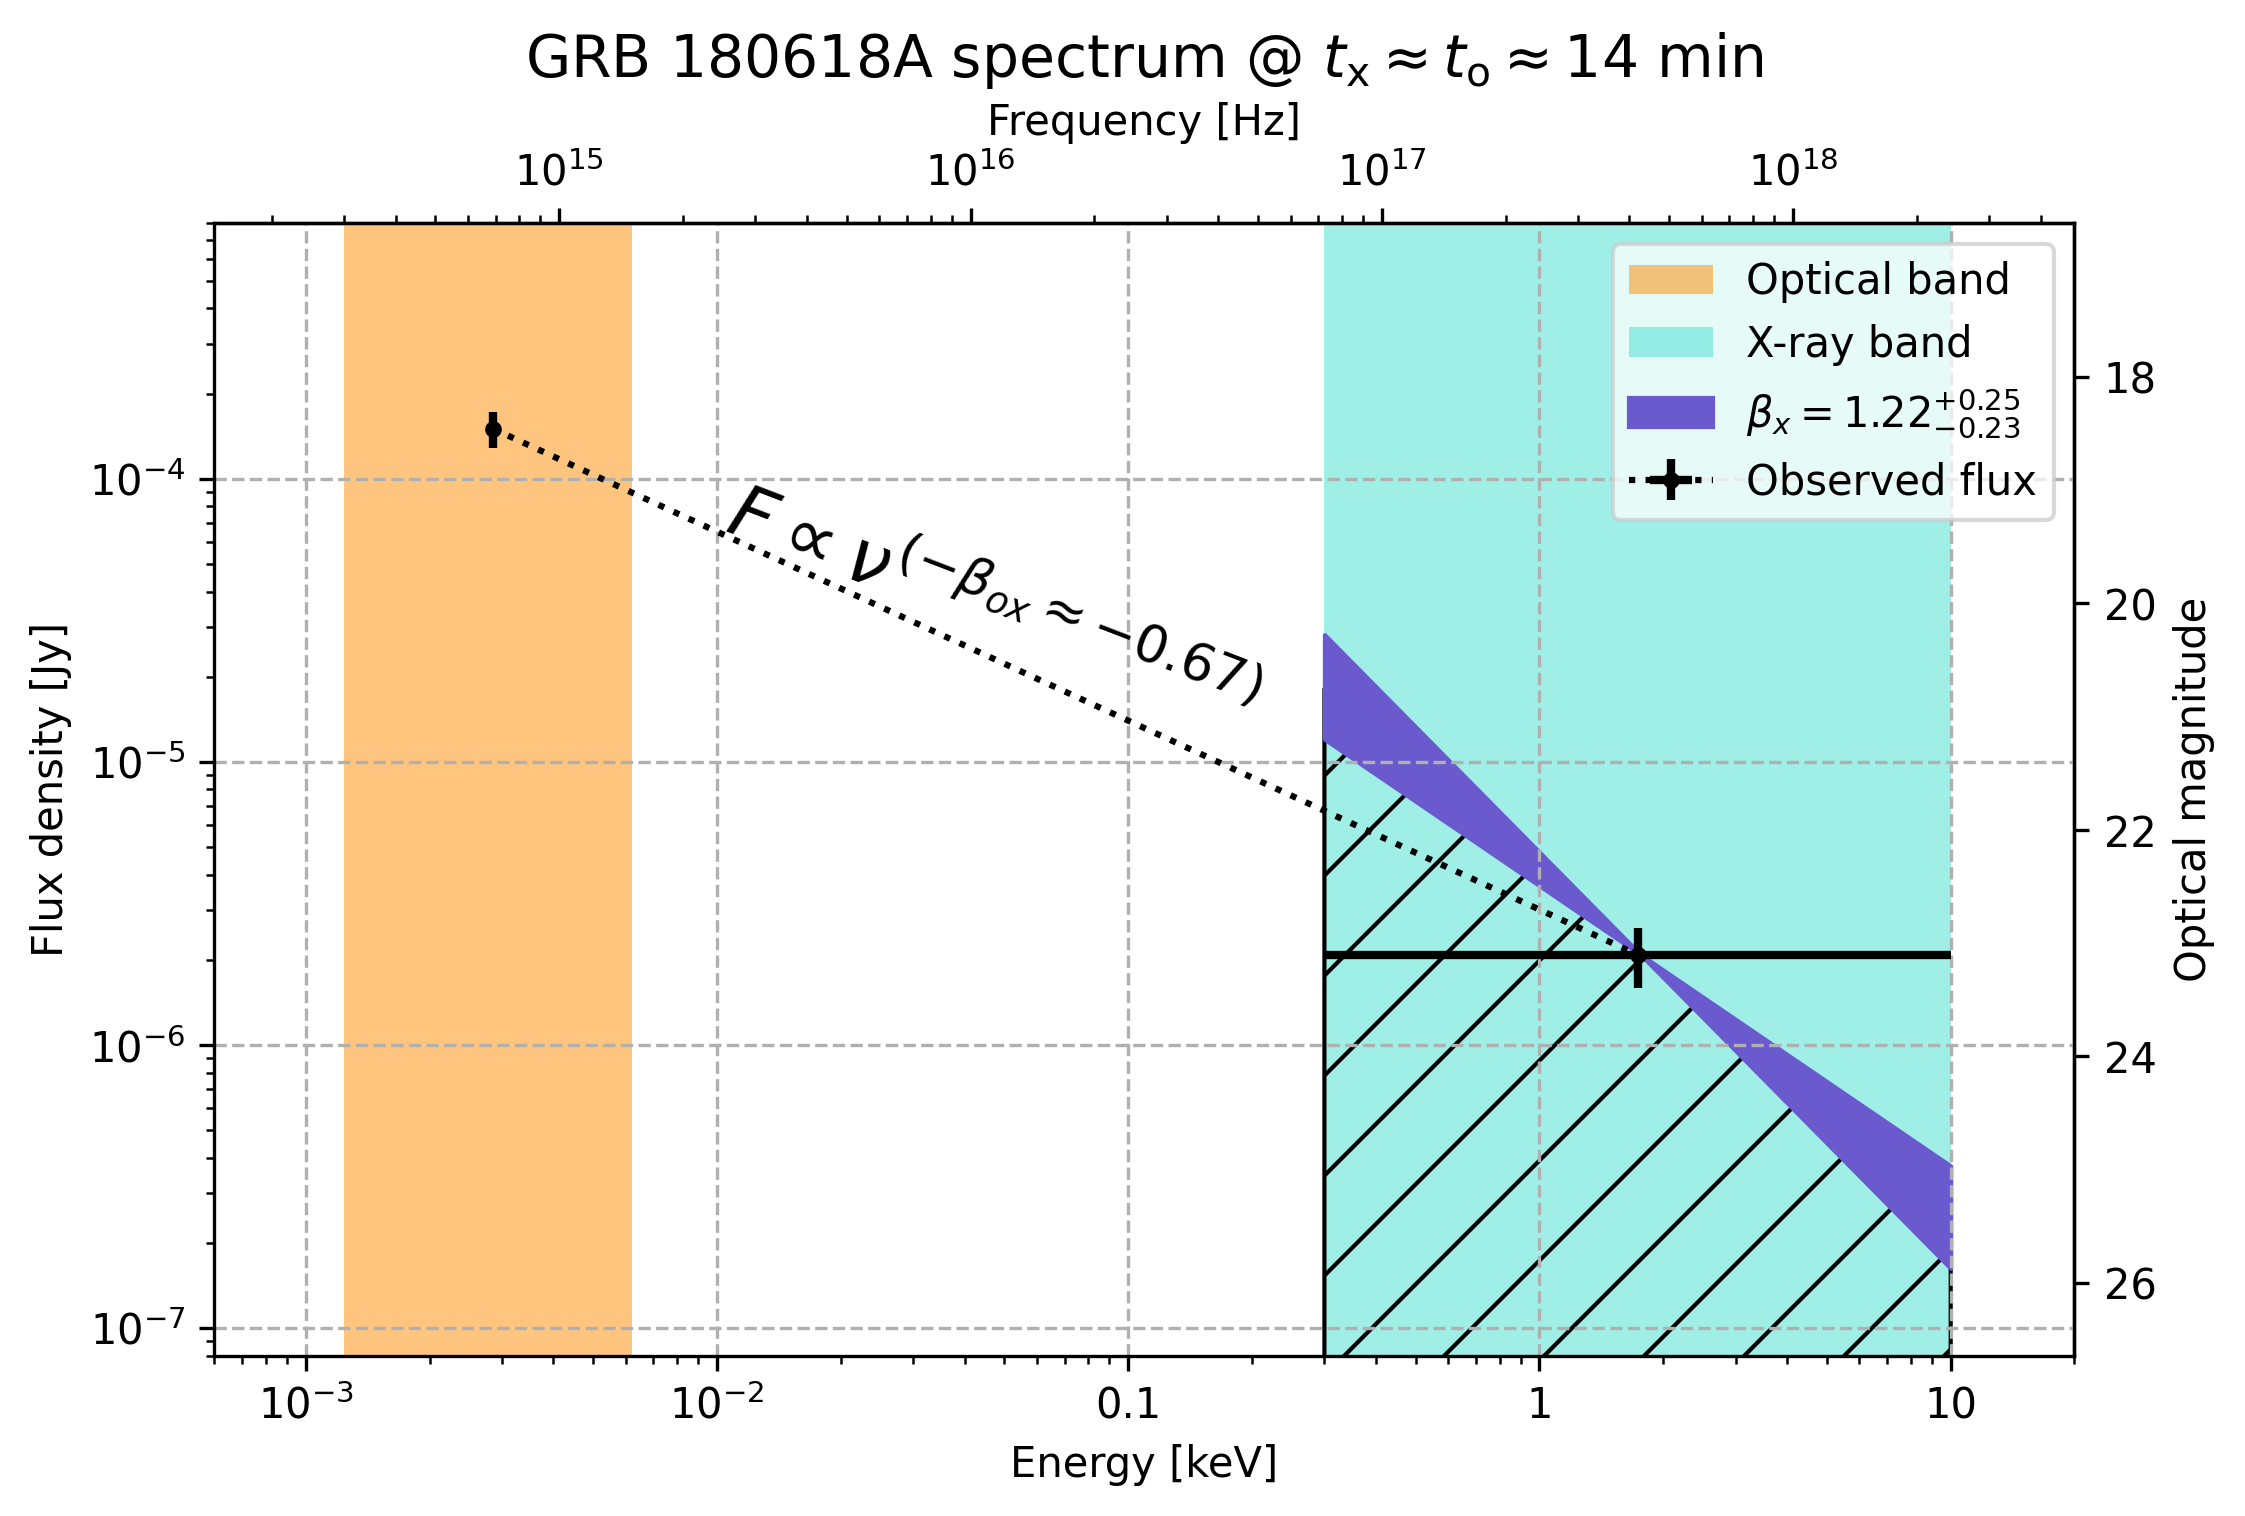 GRB 180618A spectrum @ tₓ ≈ tₒ ≈ 14 min
Frequency [Hz]
10¹⁵ 10¹⁶ 10¹⁷ 10¹⁸
Optical band
X-ray band
βₓ = 1.22⁺⁰·²⁵₋₀.₂₃
Observed flux
F ∝ ν^(−βₒₓ ≈ −0.67)
Flux density [Jy]
10⁻⁴
10⁻⁵
10⁻⁶
10⁻⁷
18
20
22
24
26
Optical magnitude
10⁻³ 10⁻² 0.1 1 10
Energy [keV]